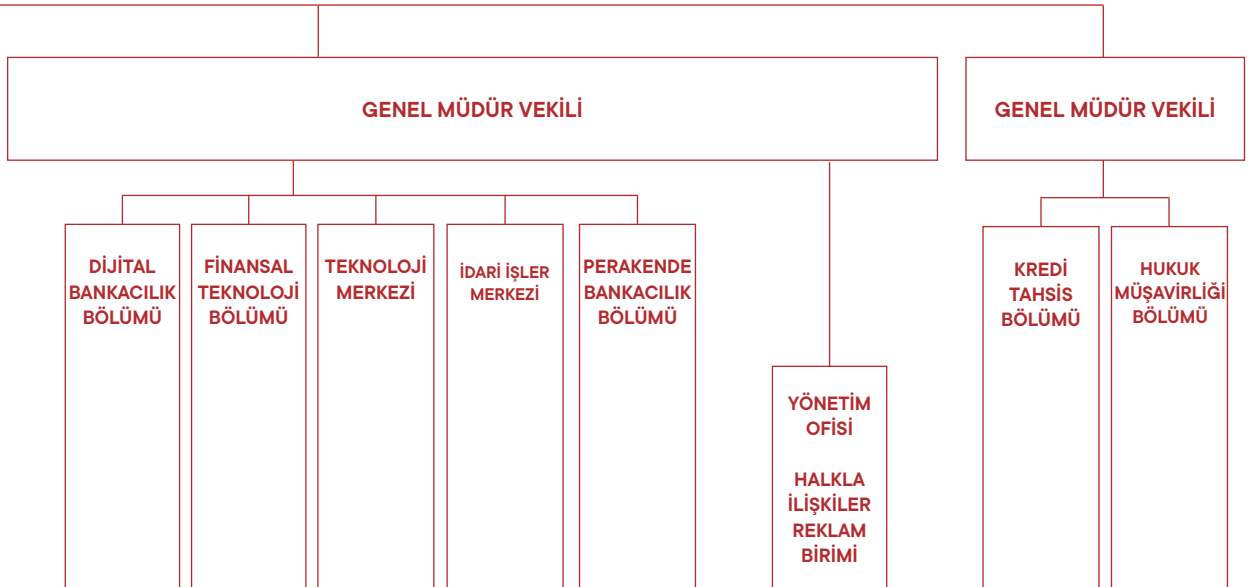 GENEL MÜDÜR VEKİLİ
GENEL MÜDÜR VEKİLİ
DİJİTAL
BANKACILIK
BÖLÜMÜ
FİNANSAL
TEKNOLOJİ
BÖLÜMÜ
TEKNOLOJİ
MERKEZİ
İDARİ İŞLER
MERKEZİ
PERAKENDE
BANKACILIK
BÖLÜMÜ
YÖNETİM
OFİSİ
HALKLA
İLİŞKİLER
REKLAM
BİRİMİ
KREDİ
TAHSİS
BÖLÜMÜ
HUKUK
MÜŞAVİRLİĞİ
BÖLÜMÜ